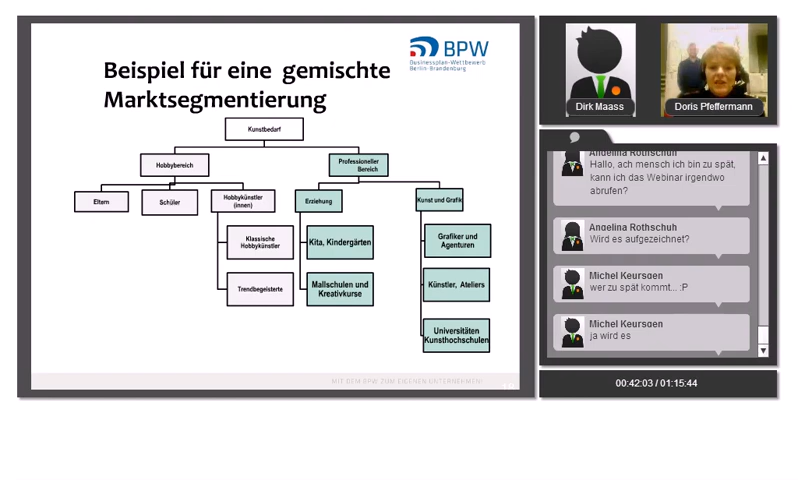 Beispiel für eine gemischte
Marktsegmentierung
BPW
Businessplan-Wettbewerb
Berlin-Brandenburg
Kunstbedarf
Hobbybereich
Professioneller
Bereich
Eltern
Schüler
Hobbykünstler
(innen)
Erziehung
Kunst und Grafik
Klassische
Hobbykünstler
Kita, Kindergärten
Grafiker und
Agenturen
Trendbegeisterte
Mallschulen und
Kreativkurse
Künstler, Ateliers
Universitäten
Kunsthochschulen
MIT DEM BPW ZUM EIGENEN UNTERNEHMEN!
Dirk Maass
Doris Pfeffermann
Angelina Rothschuh
Hallo, ach mensch ich bin zu spät,
kann ich das Webinar irgendwo
abrufen?
Angelina Rothschuh
Wird es aufgezeichnet?
Michel Keursgen
wer zu spät kommt... :P
Michel Keursgen
ja wird es
00:42:03 / 01:15:44